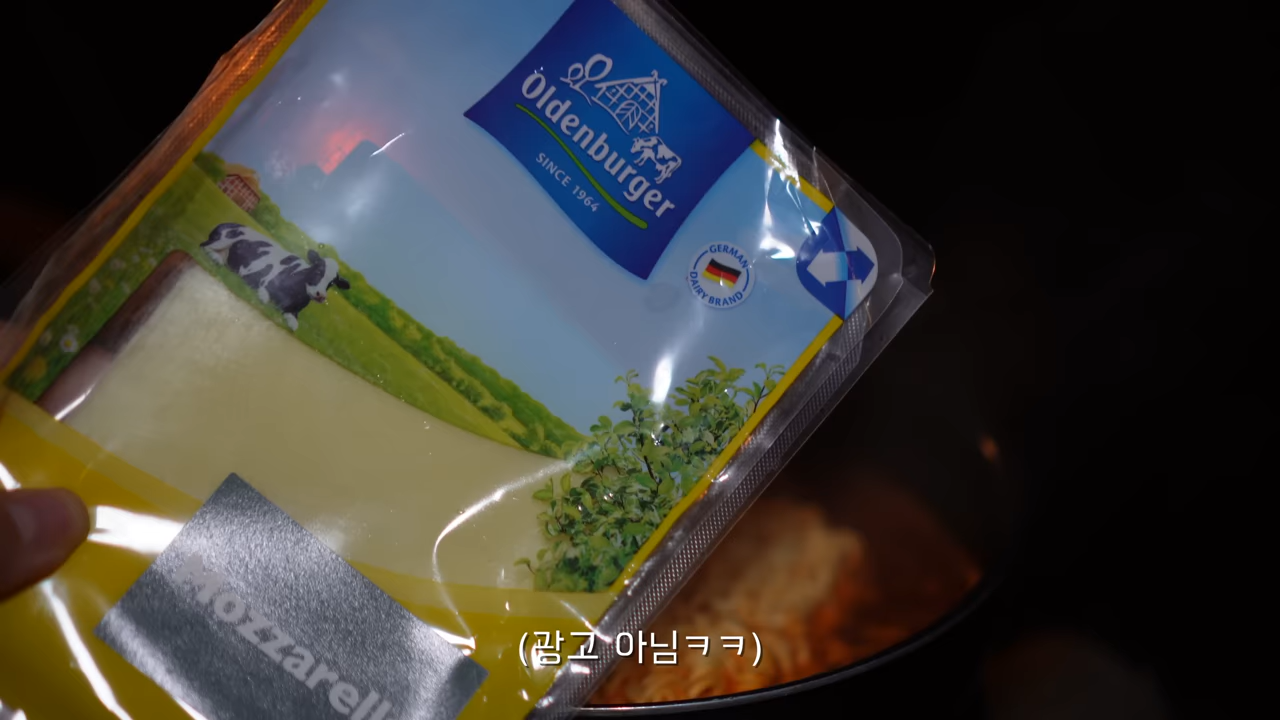 Oldenburger
SINCE 1964
GERMAN
DAIRY BRAND
Mozzarell
(광고 아님ㅋㅋ)